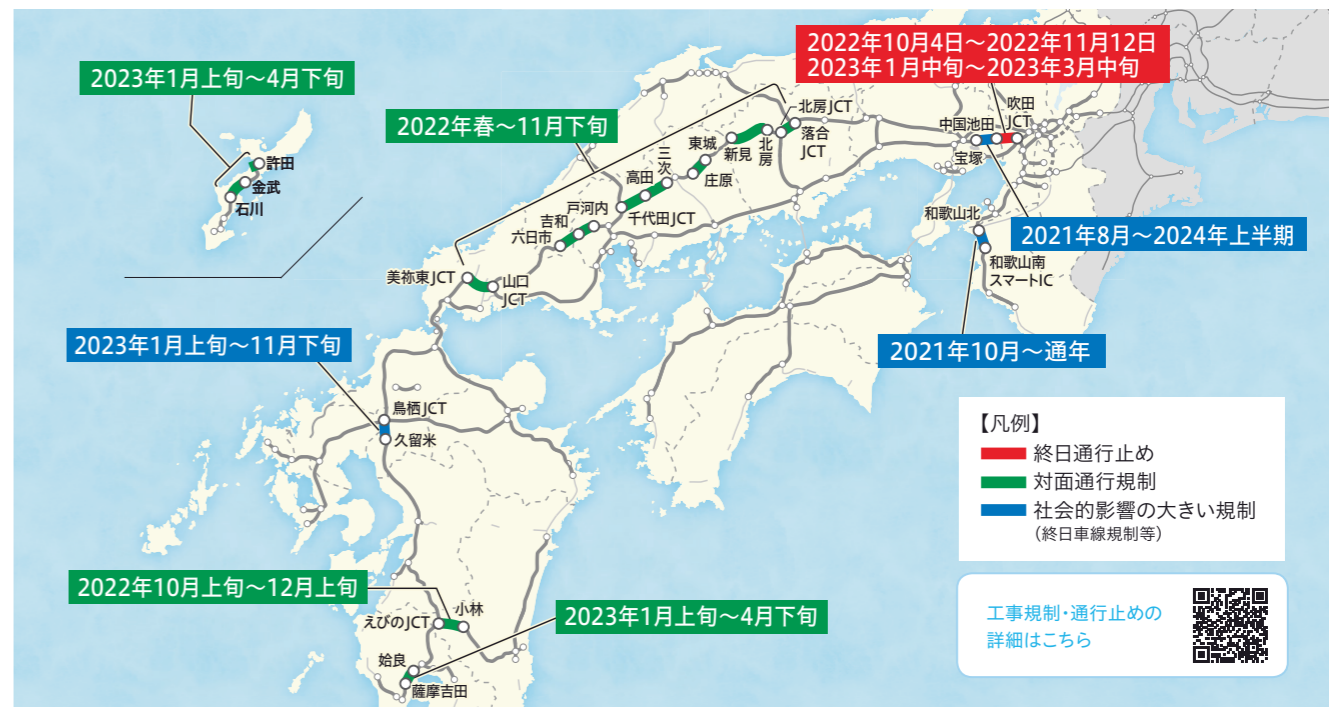 2022年10月4日～2022年11月12日
2023年1月中旬～2023年3月中旬
2023年1月上旬～4月下旬
許田
金武
石川
2022年春～11月下旬
北房JCT
落合
JCT
北房
新見
東城
庄原
三次
高田
千代田JCT
戸河内
吉和
六日市
山口
JCT
美祢東JCT
吹田
JCT
中国池田
宝塚
2021年8月～2024年上半期
和歌山北
和歌山南
スマートIC
2021年10月～通年
2023年1月上旬～11月下旬
鳥栖JCT
久留米
2022年10月上旬～12月上旬
小林
えびのJCT
2023年1月上旬～4月下旬
姶良
薩摩吉田
【凡例】
終日通行止め
対面通行規制
社会的影響の大きい規制
（終日車線規制等）
工事規制・通行止めの
詳細はこちら